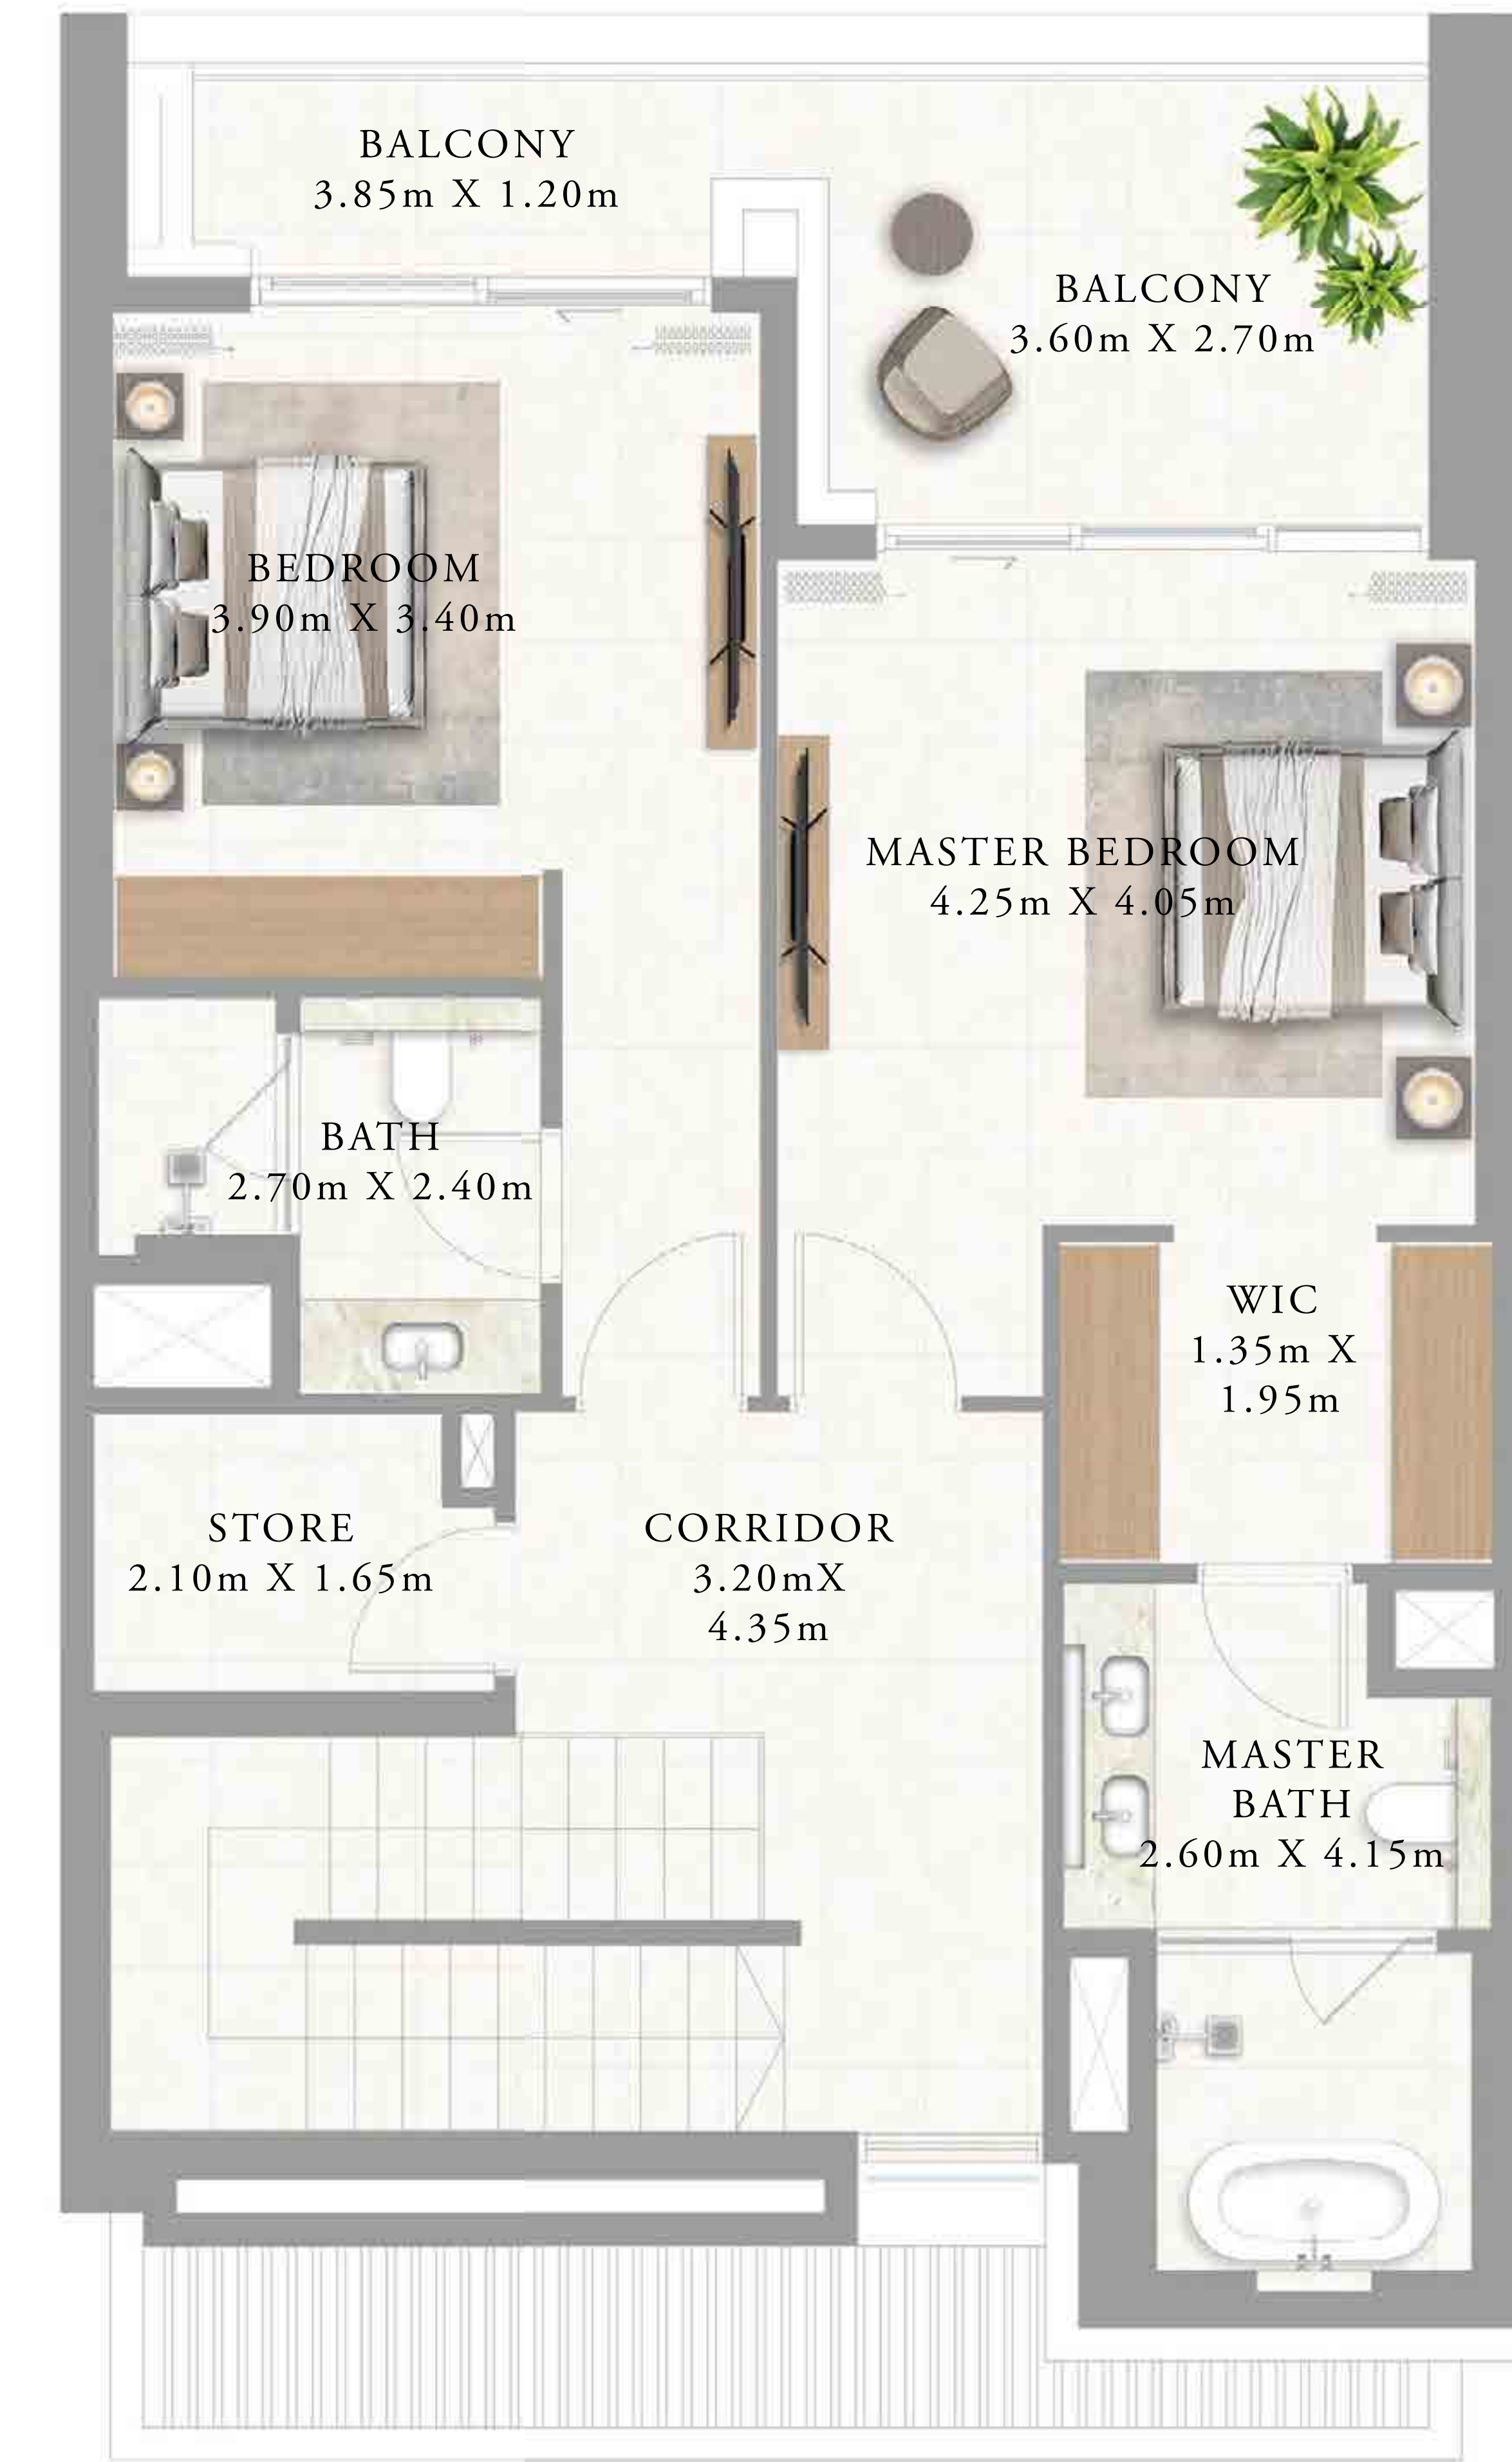 BALCONY
3.85m X 1.20m
BALCONY
3.60m X 2.70m
BEDROOM
3.90m X 3.40m
MASTER BEDROOM
4.25m X 4.05m
BATH
2.70m X 2.40m
WIC
1.35m X
1.95m
STORE
2.10m X 1.65m
CORRIDOR
3.20mX
4.35m
MASTER
BATH
2.60m X 4.15m